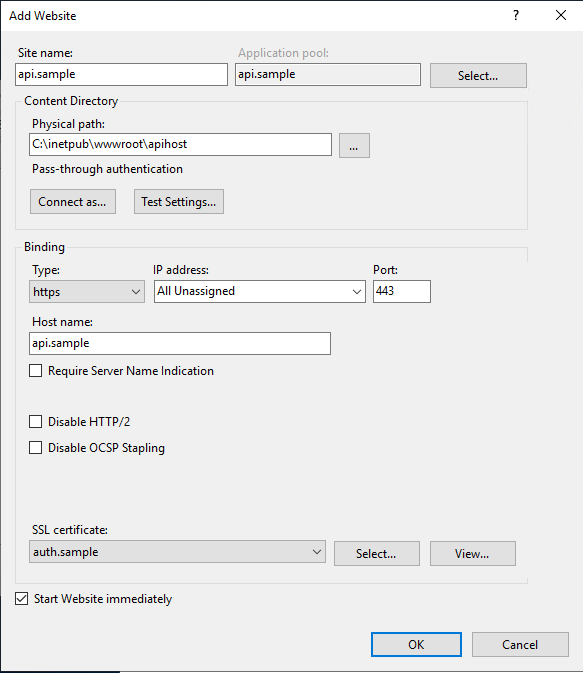 Add Website
?
Site name:
Application pool:
api.sample
api.sample
Select...
Content Directory
Physical path:
C:\inetpub\wwwroot\apihost
...
Pass-through authentication
Connect as...
Test Settings...
Binding
Type:
IP address:
Port:
https
All Unassigned
443
Host name:
api.sample
Require Server Name Indication
Disable HTTP/2
Disable OCSP Stapling
SSL certificate:
auth.sample
Select...
View...
Start Website immediately
OK
Cancel